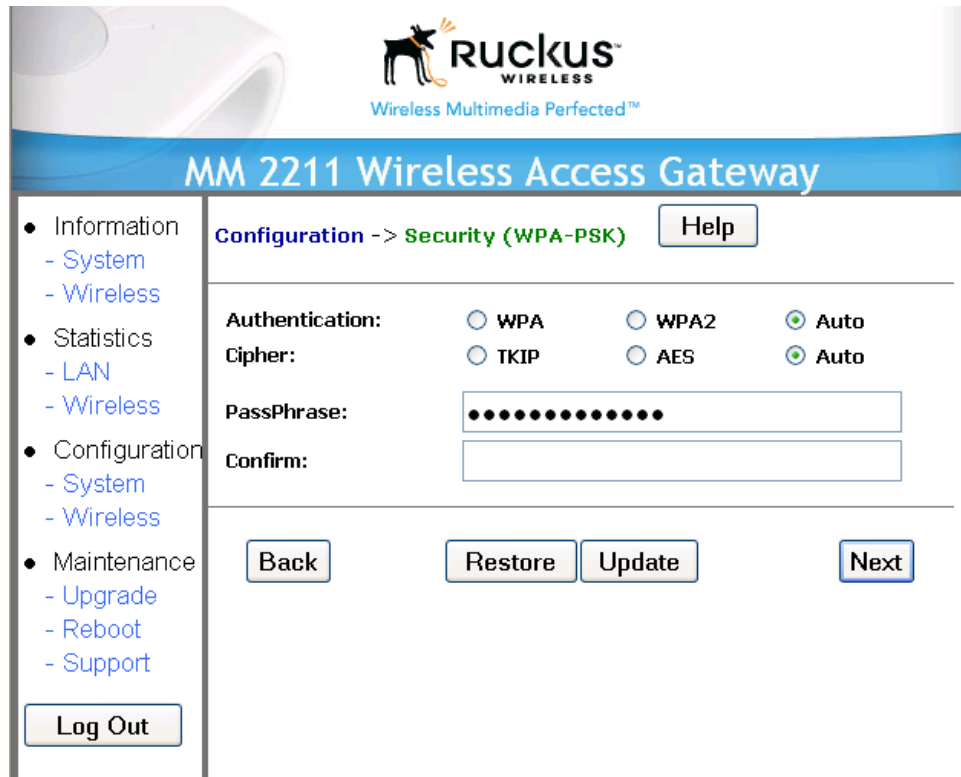 RUCKUS™
WIRELESS
Wireless Multimedia Perfected™
MM 2211 Wireless Access Gateway
• Information
- System
- Wireless
• Statistics
- LAN
- Wireless
• Configuration
- System
- Wireless
• Maintenance
- Upgrade
- Reboot
- Support
Log Out
Configuration -> Security (WPA-PSK) Help
Authentication: WPA WPA2 Auto
Cipher: TKIP AES Auto
PassPhrase: •••••••••••••
Confirm:
Back Restore Update Next